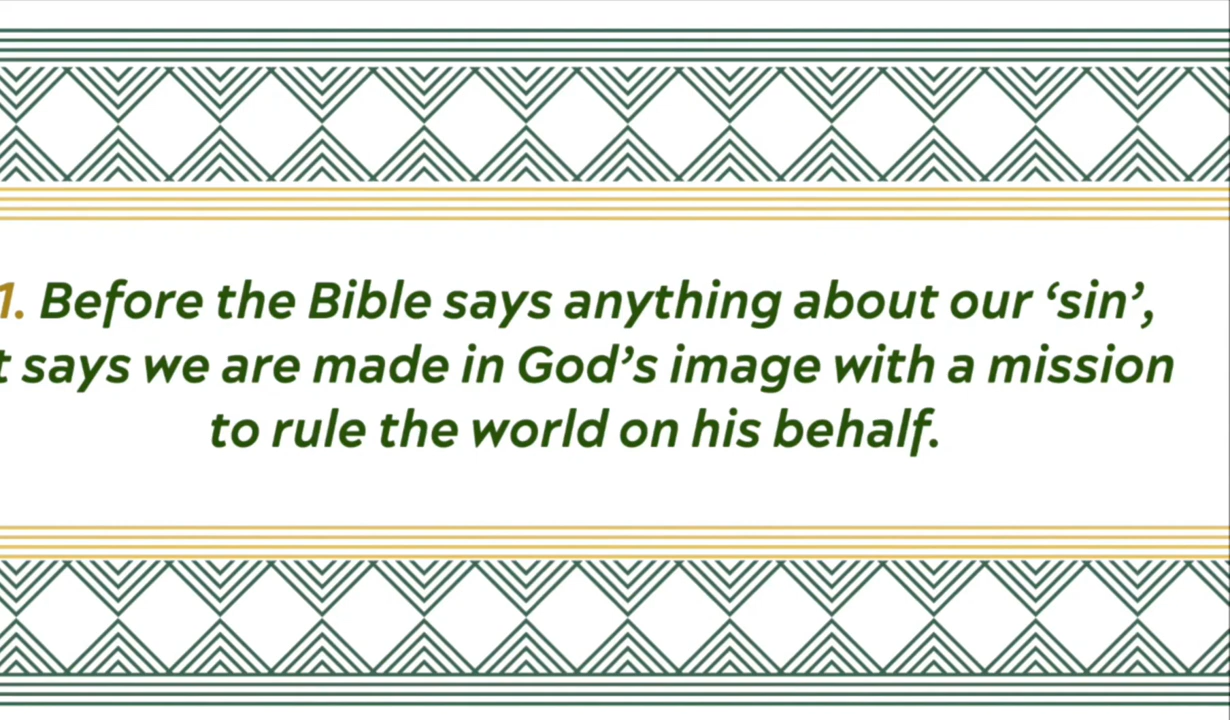 1. Before the Bible says anything about our ‘sin’,
t says we are made in God’s image with a mission
to rule the world on his behalf.